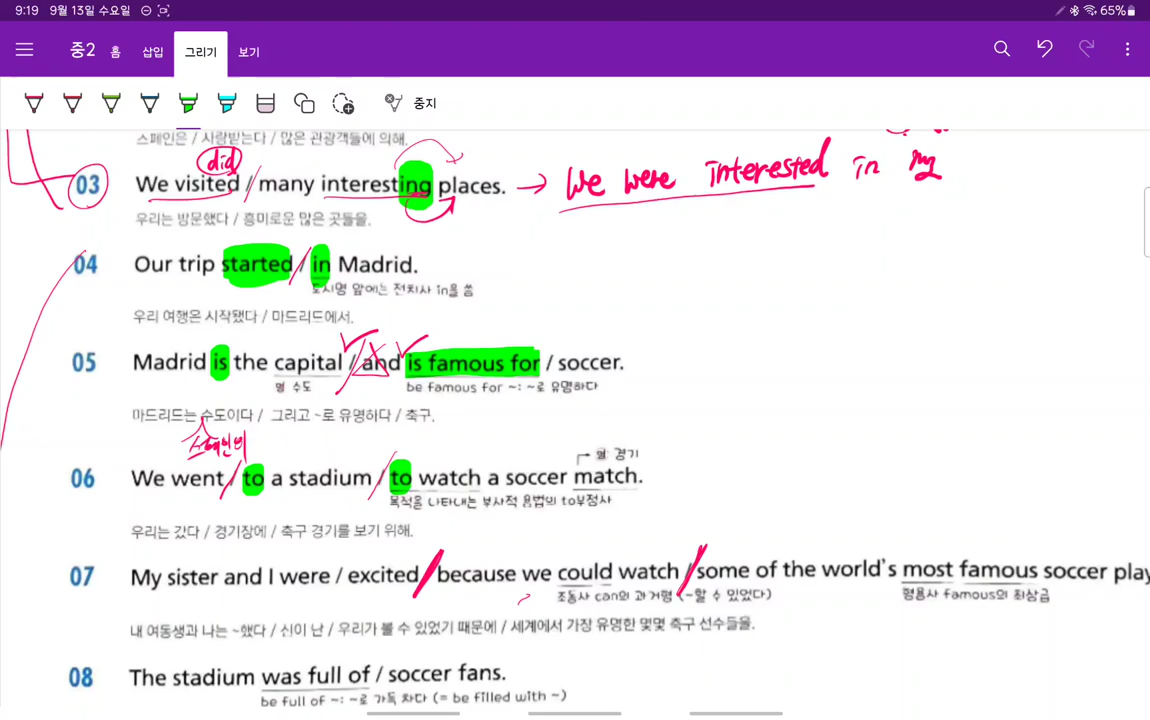 9:19 9월 13일 수요일 65%
중2 홈 삽입 그리기 보기
중지
스페인은 / 사랑받는다 / 많은 관광객들에 의해.
did
03 We visited / many interesting places. → We were interested in
우리는 방문했다 / 흥미로운 많은 곳들을.
04 Our trip started / in Madrid.
도시명 앞에는 전치사 in을 씀
우리 여행은 시작됐다 / 마드리드에서.
05 Madrid is the capital / and is famous for / soccer.
명 수도 be famous for ~: ~로 유명하다
마드리드는 수도이다 / 그리고 ~로 유명하다 / 축구.
스페인의
명 경기
06 We went / to a stadium / to watch a soccer match.
목적을 나타내는 부사적 용법의 to부정사
우리는 갔다 / 경기장에 / 축구 경기를 보기 위해.
07 My sister and I were / excited / because we could watch / some of the world's most famous soccer play
조동사 can의 과거형 (~할 수 있었다) 형용사 famous의 최상급
내 여동생과 나는 ~했다 / 신이 난 / 우리가 볼 수 있었기 때문에 / 세계에서 가장 유명한 몇몇 축구 선수들을.
08 The stadium was full of / soccer fans.
be full of ~: ~로 가득 차다 (= be filled with ~)